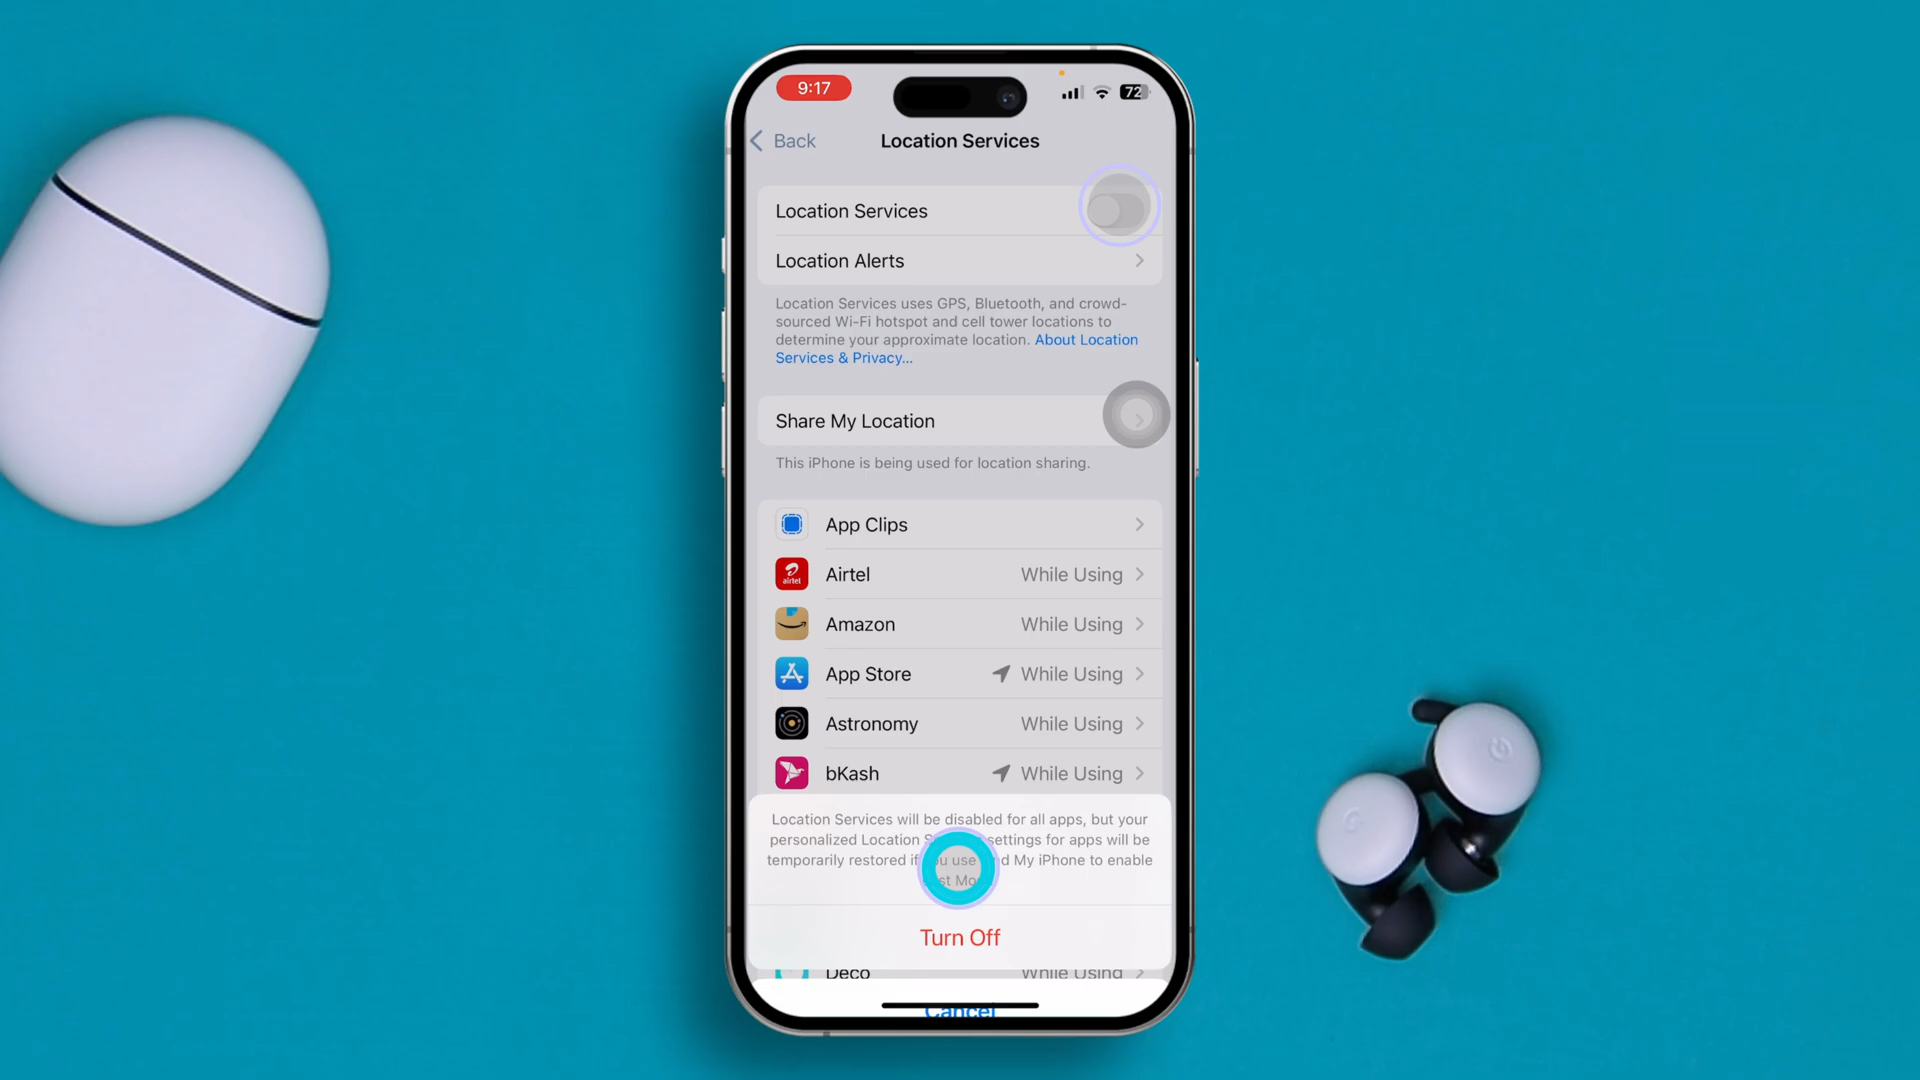 9:17
72
Back
Location Services
Location Services
Location Alerts
Location Services uses GPS, Bluetooth, and crowd-
sourced Wi-Fi hotspot and cell tower locations to
determine your approximate location. About Location
Services & Privacy...
Share My Location
This iPhone is being used for location sharing.
App Clips
airtel
Airtel While Using
Amazon While Using
App Store While Using
Astronomy While Using
bKash While Using
Location Services will be disabled for all apps, but your
personalized Location settings for apps will be
temporarily restored if you use My iPhone to enable
Turn Off
Deco While Using
Cancel